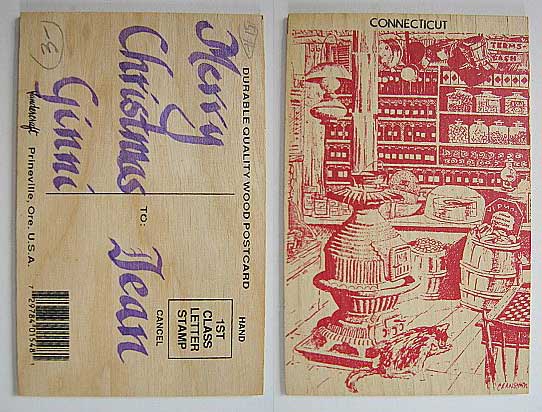 DURABLE QUALITY WOOD POSTCARD
Merry
Christmas
Ginni
TO:
Jean
HAND
CANCEL
1ST
CLASS
LETTER
STAMP
Prineville, Ore. U.S.A.
CONNECTICUT
TERMS
CASH